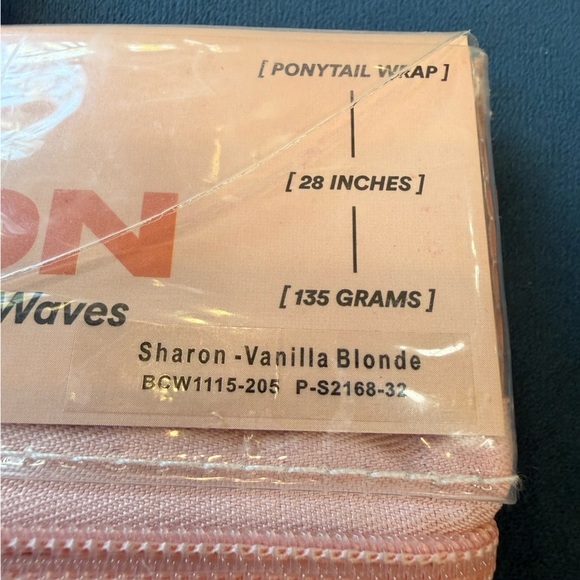 [ PONYTAIL WRAP ]
[ 28 INCHES ]
ON
Waves
[ 135 GRAMS ]
Sharon -Vanilla Blonde
BCW1115-205 P-S2168-32